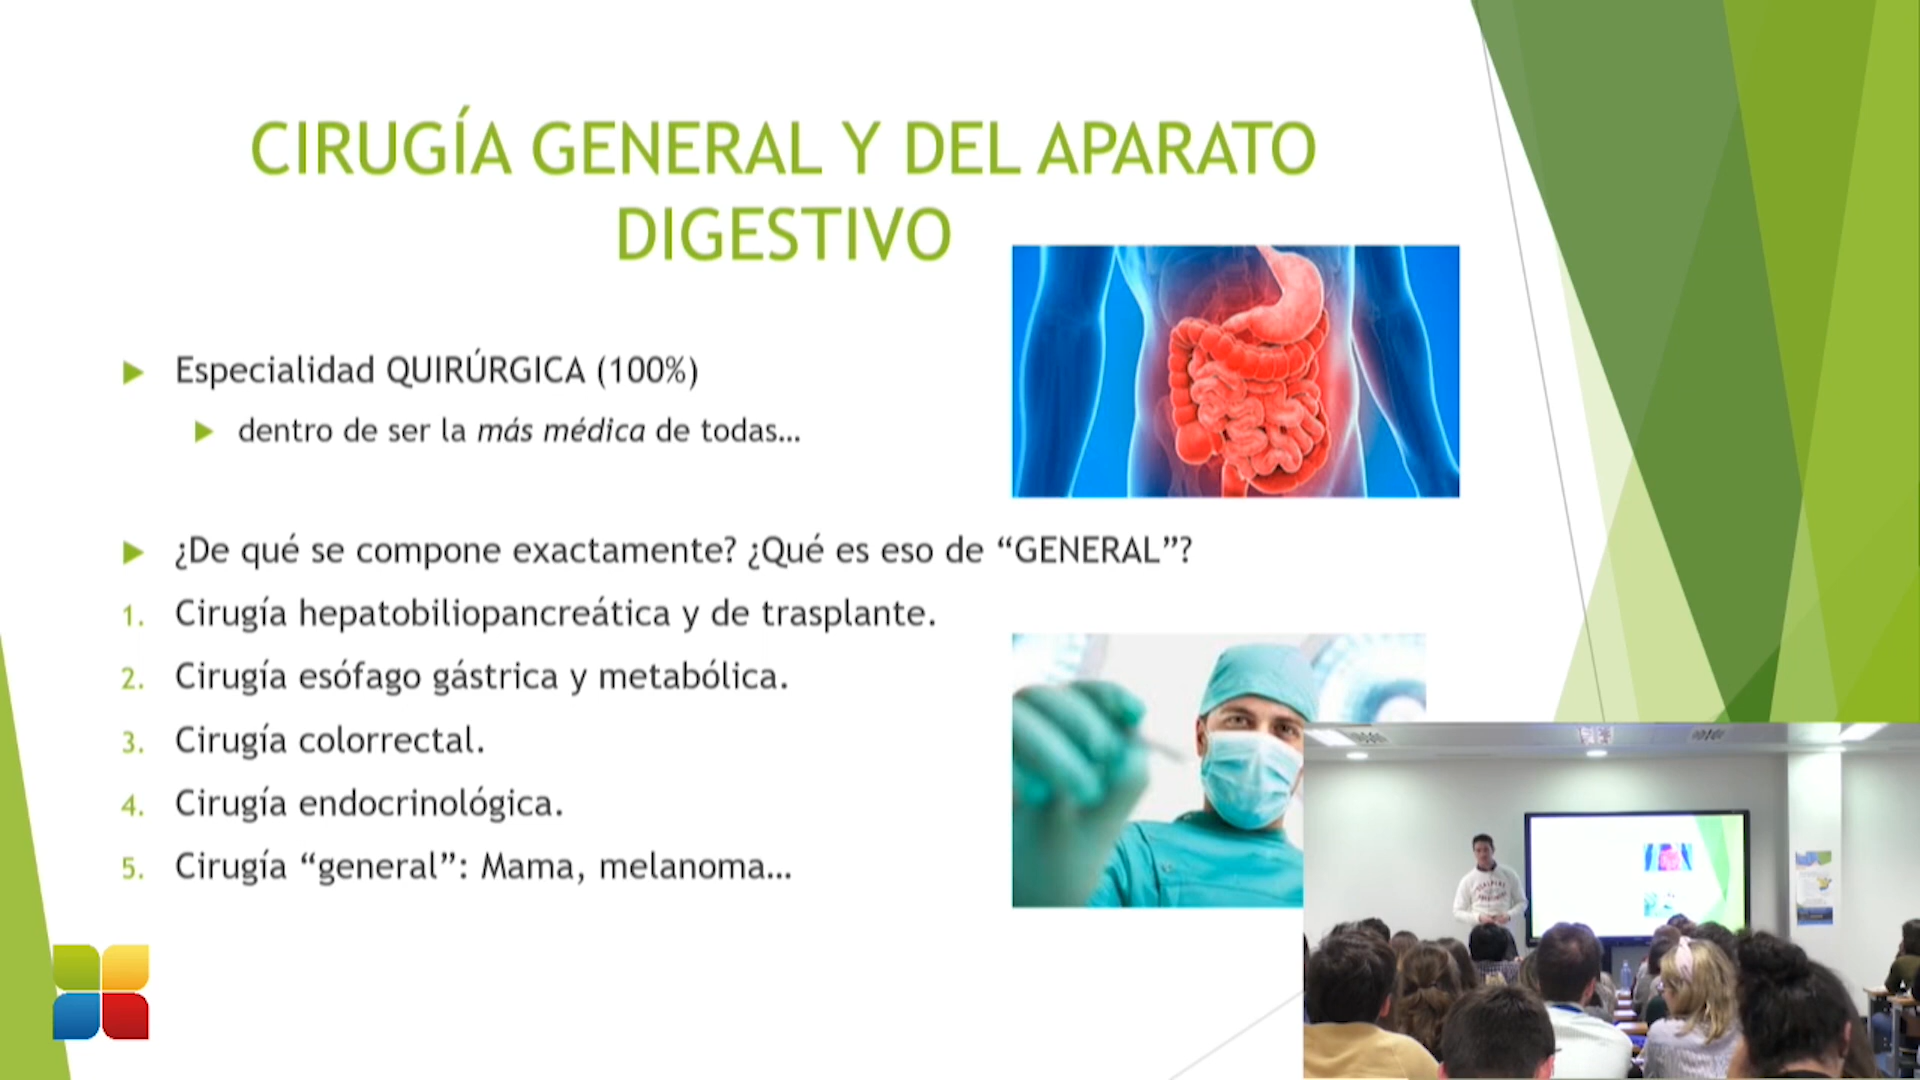 CIRUGÍA GENERAL Y DEL APARATO
DIGESTIVO
Especialidad QUIRÚRGICA (100%)
dentro de ser la más médica de todas...
¿De qué se compone exactamente? ¿Qué es eso de “GENERAL”?
1. Cirugía hepatobiliopancreática y de trasplante.
2. Cirugía esófago gástrica y metabólica.
3. Cirugía colorrectal.
4. Cirugía endocrinológica.
5. Cirugía “general”: Mama, melanoma...